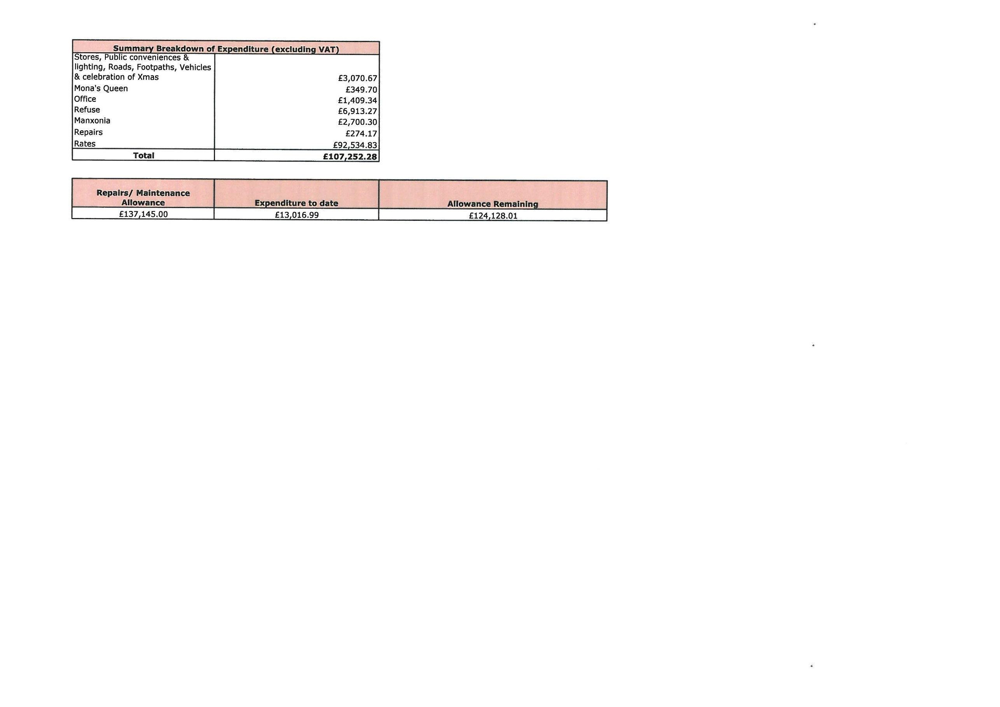 Summary Breakdown of Expenditure (excluding VAT)
Stores, Public conveniences &
lighting, Roads, Footpaths, Vehicles
& celebration of Xmas £3,070.67
Mona's Queen £349.70
Office £1,409.34
Refuse £6,913.27
Manxonia £2,700.30
Repairs £274.17
Rates £92,534.83
Total £107,252.28
Repairs/ Maintenance
Allowance Expenditure to date Allowance Remaining
£137,145.00 £13,016.99 £124,128.01